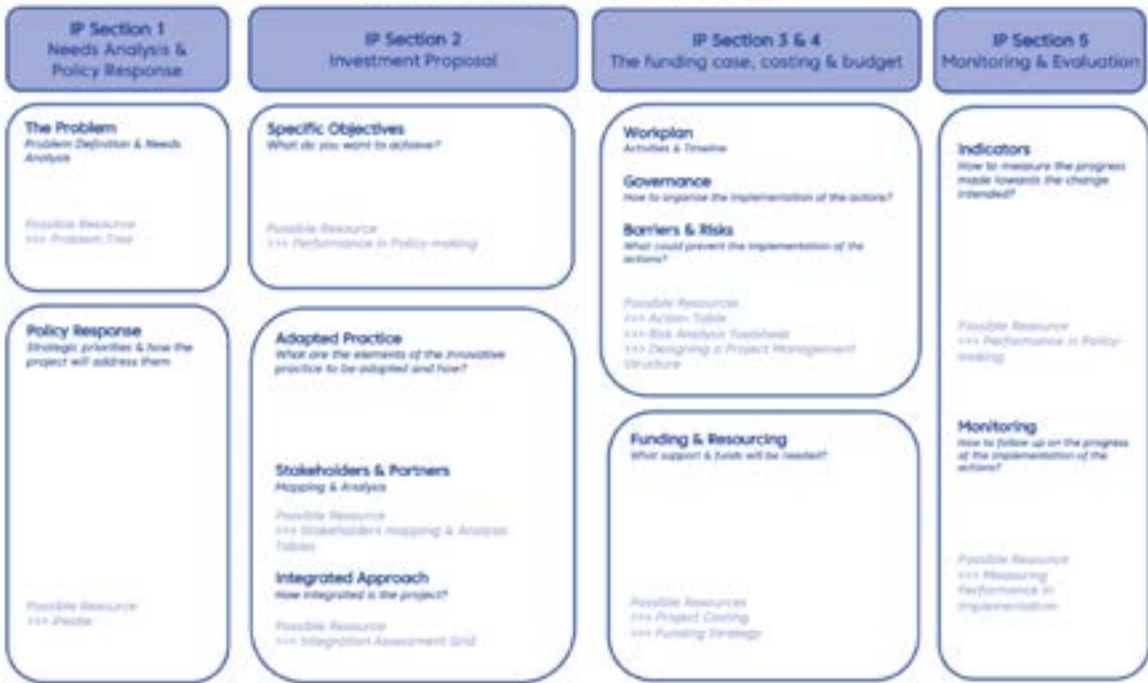 IP Section 1
Needs Analysis &
Policy Response
The Problem
Problem Definition & Needs
Analysis
Possible Resource
>>> Problem Tree
Policy Response
Strategic priorities & how the
project will address them
Possible Resource
>>>
IP Section 2
Investment Proposal
Specific Objectives
What do you want to achieve?
Possible Resource
>>> Performance in Policy-making
Adapted Practice
What are the elements of the innovative
practice to be adapted and how?
Stakeholders & Partners
Mapping & Analysis
Possible Resource
>>> Stakeholders mapping & Analysis
Tables
Integrated Approach
How integrated is the project?
Possible Resource
>>> Integration Assessment Grid
IP Section 3 & 4
The funding case, costing & budget
Workplan
Activities & Timeline
Governance
How to organise the implementation of the actions?
Barriers & Risks
What could prevent the implementation of the
actions?
Possible Resources
>>> Action Table
>>> Risk Analysis
>>> Designing a Project Management
Structure
Funding & Resourcing
What support & funds will be needed?
Possible Resources
>>> Project Costing
>>> Funding Strategy
IP Section 5
Monitoring & Evaluation
Indicators
How to measure the progress
made towards the change
intended?
Possible Resource
>>> Performance in Policy-
making
Monitoring
How to follow up on the progress
of the implementation of the
actions?
Possible Resource
>>> Measuring
Performance in
Implementation